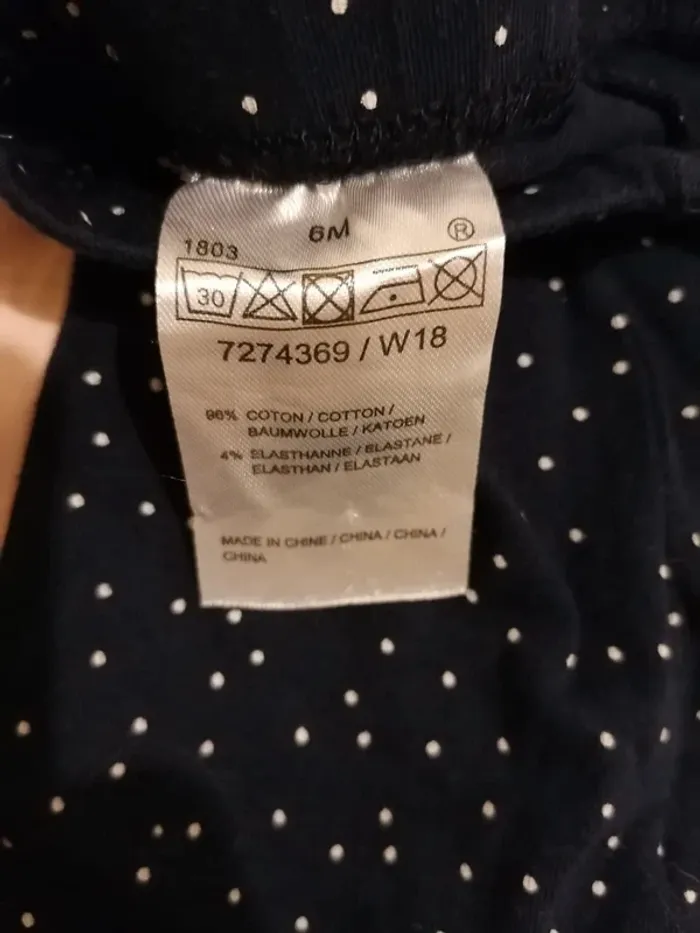 6M
1803 ®
30
7274369 / W18
96% COTON / COTTON /
BAUMWOLLE / KATOEN
4% ELASTHANNE / ELASTANE /
ELASTHAN / ELASTAAN
MADE IN CHINE / CHINA / CHINA /
CHINA